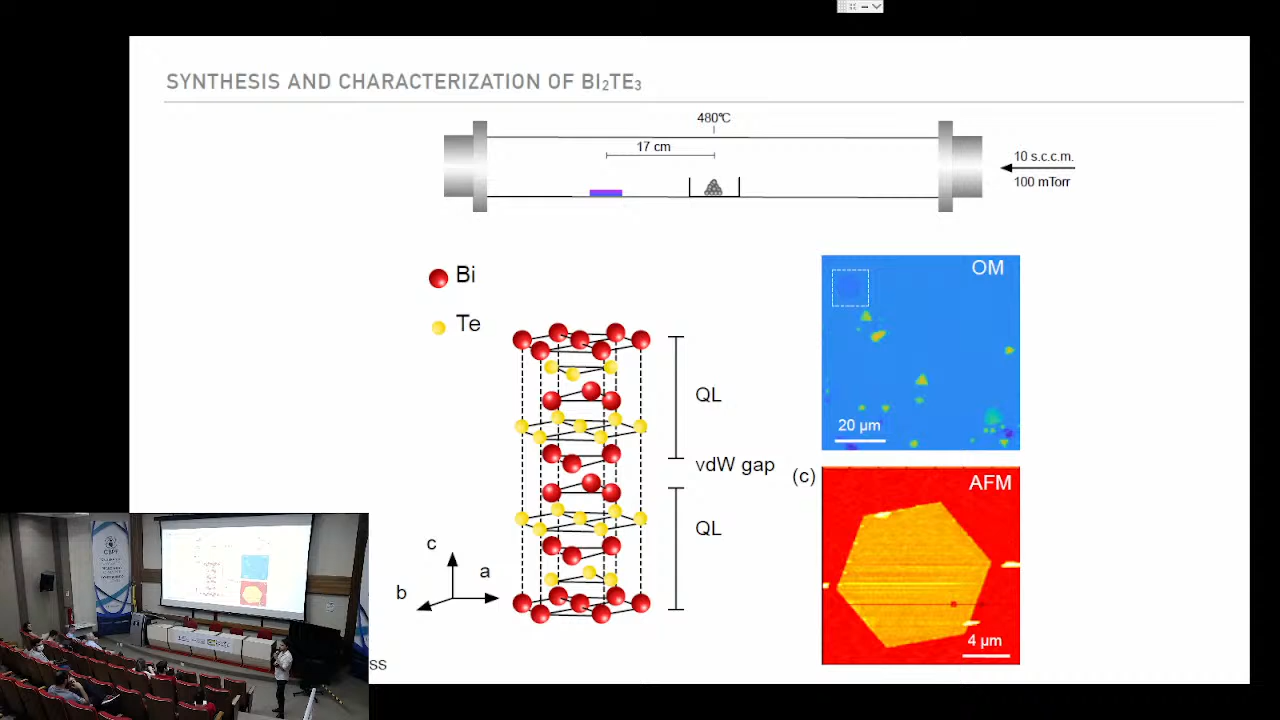 SYNTHESIS AND CHARACTERIZATION OF BI₂TE₃
480℃
17 cm
10 s.c.c.m.
100 mTorr
Bi
Te
QL
vdW gap
QL
c
a
b
OM
20 µm
(c)
AFM
4 µm
ss